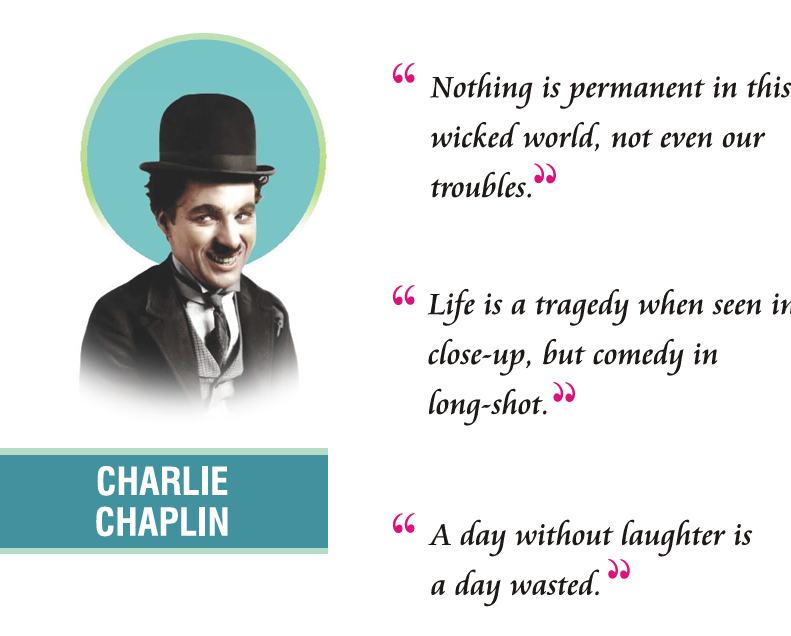 “ Nothing is permanent in this
wicked world, not even our
troubles.”
“ Life is a tragedy when seen in
close-up, but comedy in
long-shot.”
CHARLIE
CHAPLIN
“ A day without laughter is
a day wasted.”